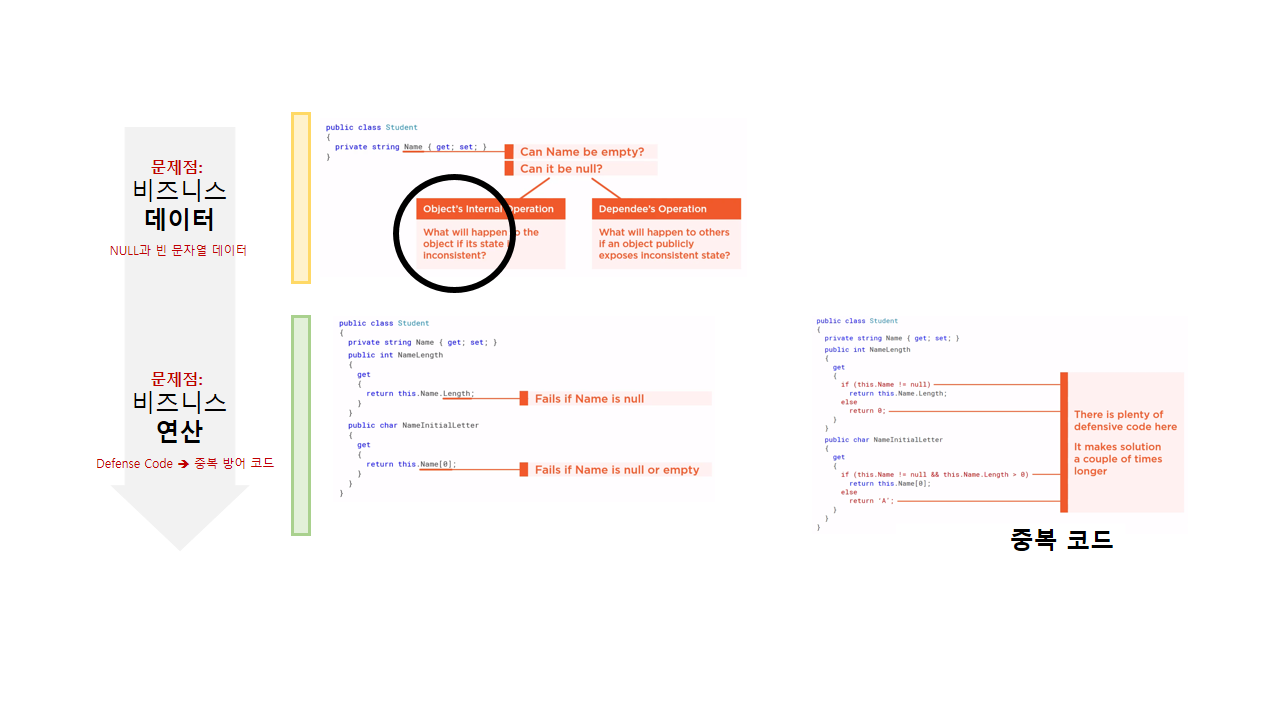 문제점:
비즈니스
데이터
NULL과 빈 문자열 데이터
public class Student
{
private string Name { get; set; }
}
Can Name be empty?
Can it be null?
Object's Internal Operation
What will happen to the
object if its state
inconsistent?
Dependee's Operation
What will happen to others
if an object publicly
exposes inconsistent state?
문제점:
비즈니스
연산
Defense Code ➔ 중복 방어 코드
public class Student
{
private string Name { get; set; }
public int NameLength
{
get
{
return this.Name.Length;
}
}
public char NameInitialLetter
{
get
{
return this.Name[0];
}
}
}
Fails if Name is null
Fails if Name is null or empty
public class Student
{
private string Name { get; set; }
public int NameLength
{
get
{
if (this.Name != null)
return this.Name.Length;
else
return 0;
}
}
public char NameInitialLetter
{
get
{
if (this.Name != null && this.Name.Length > 0)
return this.Name[0];
else
return 'A';
}
}
}
There is plenty of
defensive code here
It makes solution
a couple of times
longer
중복 코드